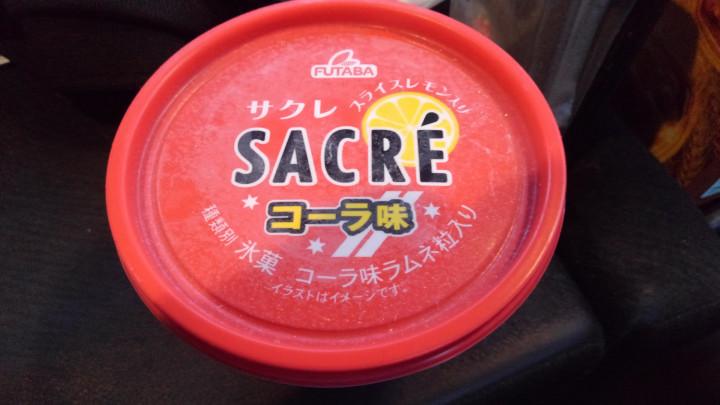 FUTABA
サクレ スライスレモン入り
SACRÉ
コーラ味
種類別 氷菓 コーラ味ラムネ粒入り
イラストはイメージです。